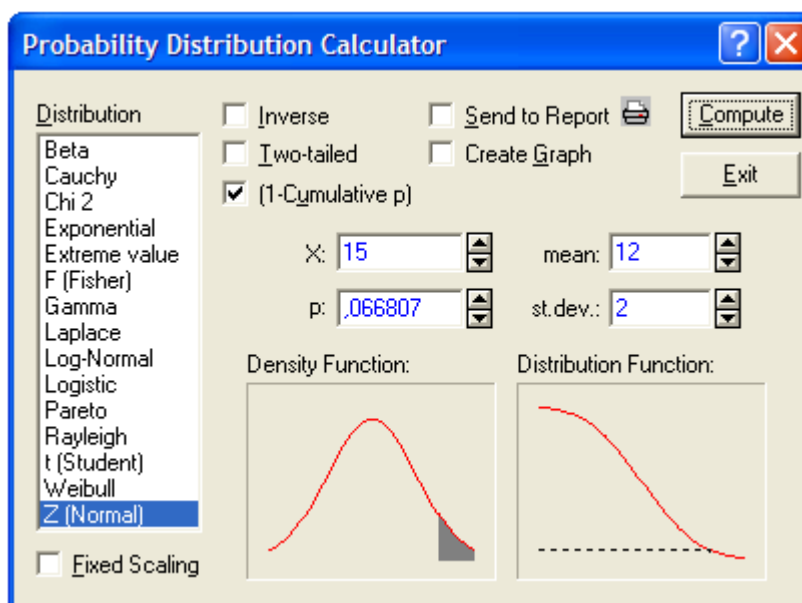 Probability Distribution Calculator
Distribution
Beta
Cauchy
Chi 2
Exponential
Extreme value
F (Fisher)
Gamma
Laplace
Log-Normal
Logistic
Pareto
Rayleigh
t (Student)
Weibull
Z (Normal)
Fixed Scaling
Inverse
Two-tailed
(1-Cumulative p)
Send to Report
Create Graph
Compute
Exit
X: 15
mean: 12
p: ,066807
st.dev.: 2
Density Function:
Distribution Function: